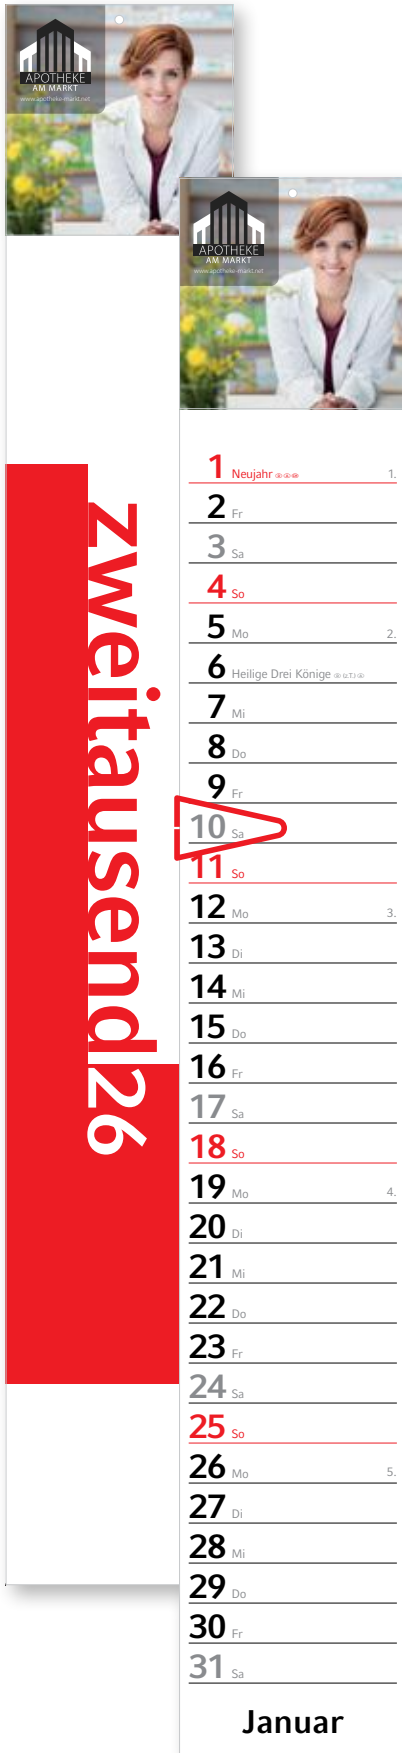 APOTHEKE
AM MARKT
www.apotheke-markt.net
zweitausend26
APOTHEKE
AM MARKT
www.apotheke-markt.net
1 Neujahr 1.
2 Fr
3 Sa
4 So
5 Mo 2.
6 Heilige Drei Könige
7 Mi
8 Do
9 Fr
10 Sa
11 So
12 Mo 3.
13 Di
14 Mi
15 Do
16 Fr
17 Sa
18 So
19 Mo 4.
20 Di
21 Mi
22 Do
23 Fr
24 Sa
25 So
26 Mo 5.
27 Di
28 Mi
29 Do
30 Fr
31 Sa
Januar